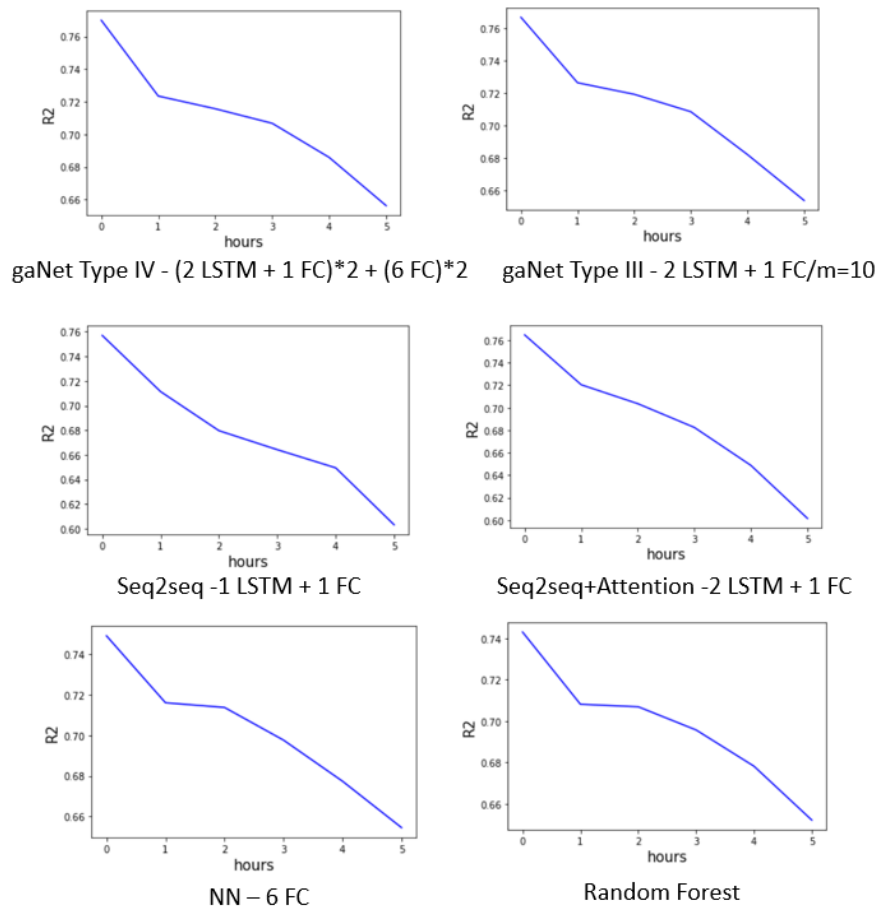 R2
0.76
0.74
0.72
0.70
0.68
0.66
0 1 2 3 4 5
hours
gaNet Type IV - (2 LSTM + 1 FC)*2 + (6 FC)*2
R2
0.76
0.74
0.72
0.70
0.68
0.66
0 1 2 3 4 5
hours
gaNet Type III - 2 LSTM + 1 FC/m=10
R2
0.76
0.74
0.72
0.70
0.68
0.66
0.64
0.62
0.60
0 1 2 3 4 5
hours
Seq2seq -1 LSTM + 1 FC
R2
0.76
0.74
0.72
0.70
0.68
0.66
0.64
0.62
0.60
0 1 2 3 4 5
hours
Seq2seq+Attention -2 LSTM + 1 FC
R2
0.74
0.72
0.70
0.68
0.66
0 1 2 3 4 5
hours
NN – 6 FC
R2
0.74
0.72
0.70
0.68
0.66
0 1 2 3 4 5
hours
Random Forest